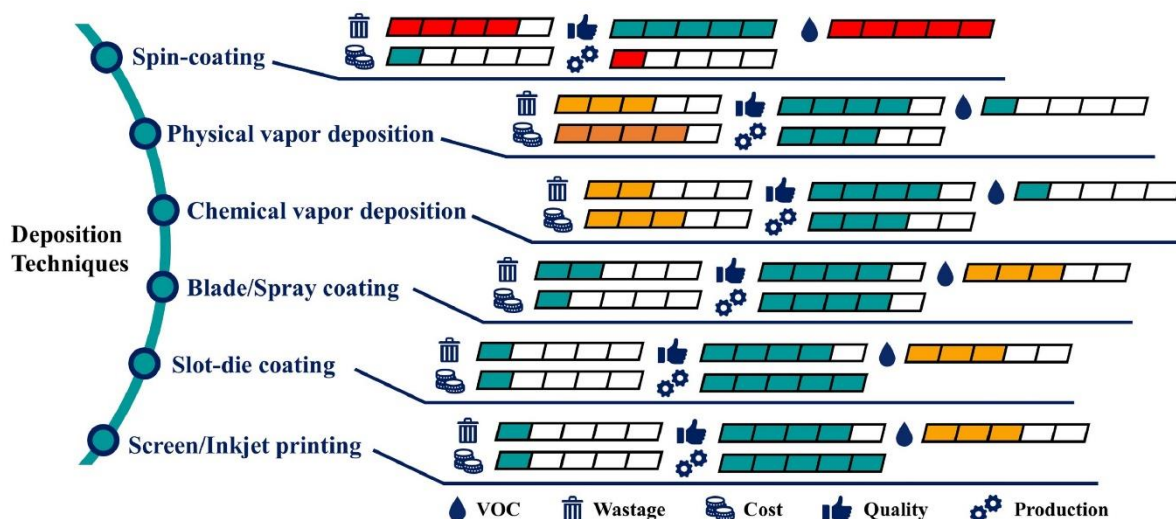 Spin-coating
Physical vapor deposition
Chemical vapor deposition
Deposition
Techniques
Blade/Spray coating
Slot-die coating
Screen/Inkjet printing
VOC Wastage Cost Quality Production